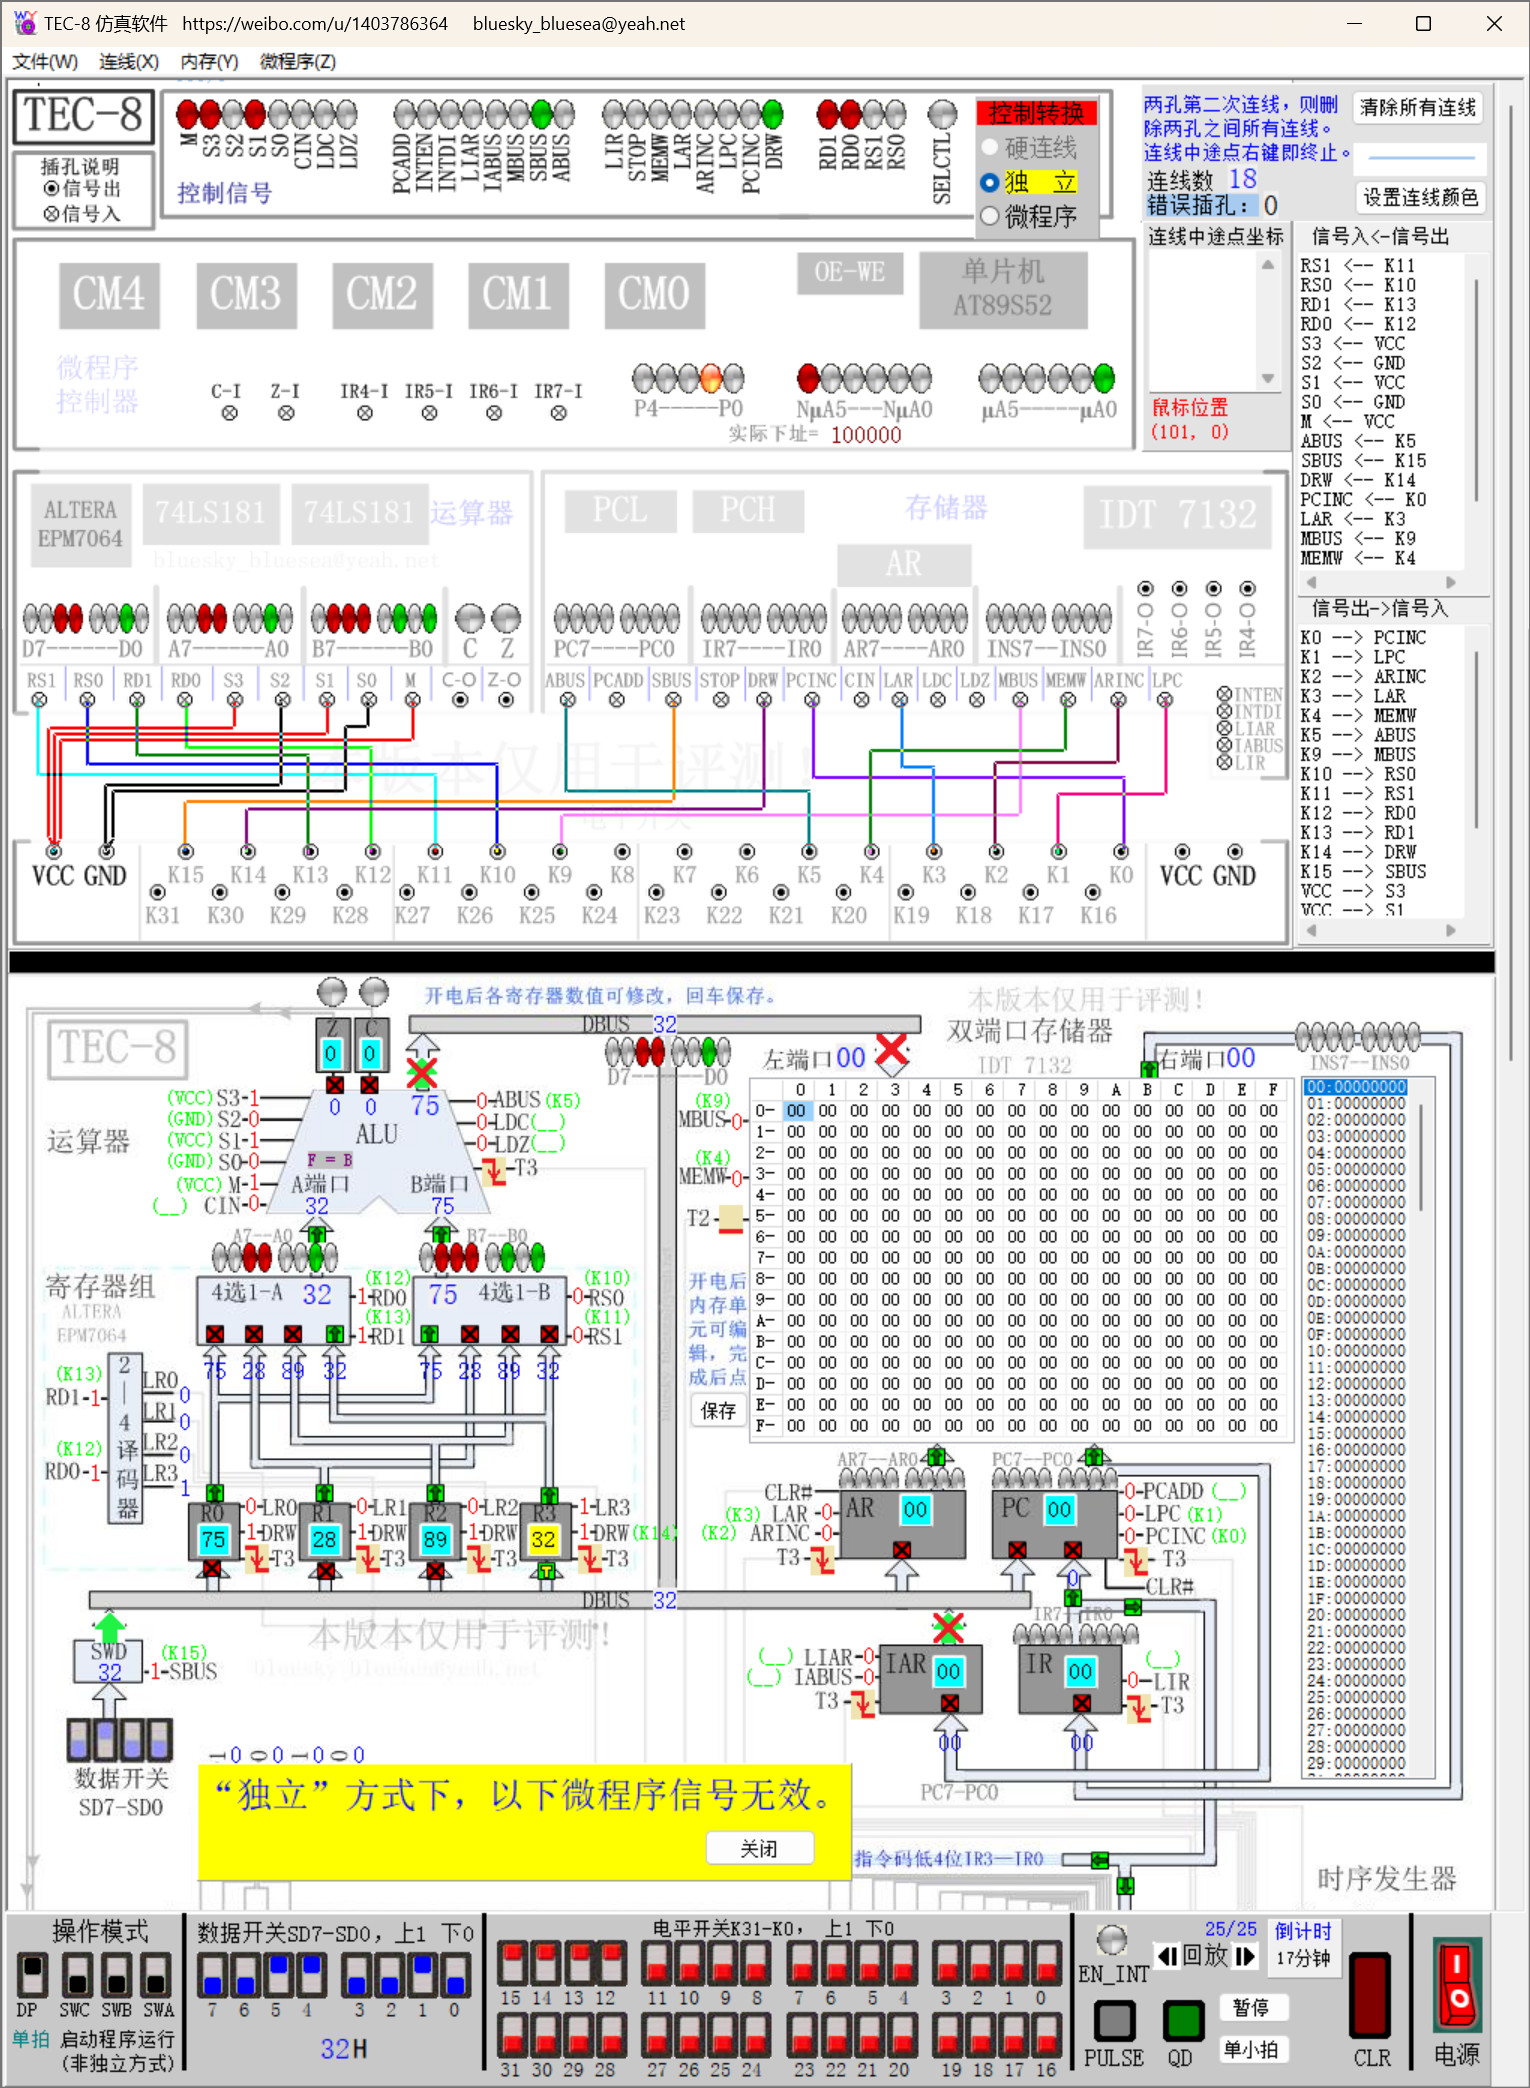 TEC-8 仿真软件 https://weibo.com/u/1403786364 bluesky_bluesea@yeah.net
文件(W) 连线(X) 内存(Y) 微程序(Z)
TEC-8
插孔说明
信号出
信号入
M S3 S2 S1 S0 CIN LDC LDZ
PCADD INTEN INTDI LIAR IABUS MBUS SBUS ABUS
LIR STOP MEMW LAR ARINC LPC PCINC DRW
RD1 RD0 RS1 RS0
SELCTL
控制信号
控制转换
硬连线
独 立
微程序
两孔第二次连线，则删
除两孔之间所有连线。
连线中途点右键即终止。
清除所有连线
连线数 18
错误插孔： 0
设置连线颜色
CM4 CM3 CM2 CM1 CM0
OE-WE
单片机
AT89S52
微程序
控制器
C-I Z-I IR4-I IR5-I IR6-I IR7-I
P4-----P0
NμA5---NμA0
μA5-----μA0
实际下址= 100000
连线中途点坐标
鼠标位置
(101, 0)
信号入<-信号出
RS1 <-- K11
RS0 <-- K10
RD1 <-- K13
RD0 <-- K12
S3 <-- VCC
S2 <-- GND
S1 <-- VCC
S0 <-- GND
M <-- VCC
ABUS <-- K5
SBUS <-- K15
DRW <-- K14
PCINC <-- K0
LAR <-- K3
MBUS <-- K9
MEMW <-- K4
信号出->信号入
K0 --> PCINC
K1 --> LPC
K2 --> ARINC
K3 --> LAR
K4 --> MEMW
K5 --> ABUS
K9 --> MBUS
K10 --> RS0
K11 --> RS1
K12 --> RD0
K13 --> RD1
K14 --> DRW
K15 --> SBUS
VCC --> S3
VCC --> S1
ALTERA
EPM7064
74LS181 74LS181 运算器
bluesky_bluesea@yeah.net
PCL PCH 存储器
AR
IDT 7132
D7------D0 A7----A0 B7------B0 C Z
PC7----PC0 IR7----IR0 AR7----AR0 INS7--INS0
IR7-O IR6-O IR5-O IR4-O
RS1 RS0 RD1 RD0 S3 S2 S1 S0 M C-O Z-O
ABUS PCADD SBUS STOP DRW PCINC CIN LAR LDC LDZ MBUS MEMW ARINC LPC
INTEN
INTDI
LIAR
IABUS
LIR
版本仅用于评测！
电平开关
VCC GND K15 K14 K13 K12 K11 K10 K9 K8 K7 K6 K5 K4 K3 K2 K1 K0 VCC GND
K31 K30 K29 K28 K27 K26 K25 K24 K23 K22 K21 K20 K19 K18 K17 K16
开电后各寄存器数值可修改，回车保存。
本版本仅用于评测！
TEC-8
Z C
0 0
DBUS 32
D7------D0
双端口存储器
IDT 7132
左端口00
右端口00
INS7--INS0
运算器
(VCC) S3-1
(GND) S2-0
(VCC) S1-1
(GND) S0-0
(VCC) M-1
(__) CIN-0
0 0 75
ALU
F = B
A端口 B端口
32 75
0-ABUS (K5)
0-LDC(__)
0-LDZ(__)
T3
(K9)
MBUS-0
(K4)
MEMW-0
T2
开电后
内存单
元可编
辑，完
成后点
保存
0 1 2 3 4 5 6 7 8 9 A B C D E F
0- 00 00 00 00 00 00 00 00 00 00 00 00 00 00 00 00
1- 00 00 00 00 00 00 00 00 00 00 00 00 00 00 00 00
2- 00 00 00 00 00 00 00 00 00 00 00 00 00 00 00 00
3- 00 00 00 00 00 00 00 00 00 00 00 00 00 00 00 00
4- 00 00 00 00 00 00 00 00 00 00 00 00 00 00 00 00
5- 00 00 00 00 00 00 00 00 00 00 00 00 00 00 00 00
6- 00 00 00 00 00 00 00 00 00 00 00 00 00 00 00 00
7- 00 00 00 00 00 00 00 00 00 00 00 00 00 00 00 00
8- 00 00 00 00 00 00 00 00 00 00 00 00 00 00 00 00
9- 00 00 00 00 00 00 00 00 00 00 00 00 00 00 00 00
A- 00 00 00 00 00 00 00 00 00 00 00 00 00 00 00 00
B- 00 00 00 00 00 00 00 00 00 00 00 00 00 00 00 00
C- 00 00 00 00 00 00 00 00 00 00 00 00 00 00 00 00
D- 00 00 00 00 00 00 00 00 00 00 00 00 00 00 00 00
E- 00 00 00 00 00 00 00 00 00 00 00 00 00 00 00 00
F- 00 00 00 00 00 00 00 00 00 00 00 00 00 00 00 00
00:00000000
01:00000000
02:00000000
03:00000000
04:00000000
05:00000000
06:00000000
07:00000000
08:00000000
09:00000000
0A:00000000
0B:00000000
0C:00000000
0D:00000000
0E:00000000
0F:00000000
10:00000000
11:00000000
12:00000000
13:00000000
14:00000000
15:00000000
16:00000000
17:00000000
18:00000000
19:00000000
1A:00000000
1B:00000000
1C:00000000
1D:00000000
1E:00000000
1F:00000000
20:00000000
21:00000000
22:00000000
23:00000000
24:00000000
25:00000000
26:00000000
27:00000000
28:00000000
29:00000000
A7--A0 B7--B0
寄存器组
ALTERA
EPM7064
4选1-A 32
(K12)
1-RD0
(K13)
1-RD1
75 4选1-B
(K10)
0-RS0
(K11)
0-RS1
75 28 89 32 75 28 89 32
(K13)
RD1-1
(K12)
RD0-1
2—4译码器
LR0 0
LR1 0
LR2 0
LR3 1
R0 75 0-LR0 1-DRW T3
R1 28 0-LR1 1-DRW T3
R2 89 0-LR2 1-DRW T3
R3 32 1-LR3 1-DRW(K14) T3
AR7--AR0 PC7--PC0
CLR#
(K3) LAR-0
(K2) ARINC-0
T3
AR 00
PC 00
0-PCADD (__)
0-LPC (K1)
0-PCINC(K0)
T3
CLR#
0
DBUS 32
本版本仅用于评测！
bluesky_bluesea@yeah.net
SWD
32
(K15)
1-SBUS
数据开关
SD7-SD0
IR7--IR0
(__) LIAR-0
(__) IABUS-0
T3
IAR 00
IR 00
(__)
0-LIR
T3
00 00
PC7-PC0
“独立”方式下，以下微程序信号无效。
关闭
指令码低4位IR3—IR0
时序发生器
操作模式
DP SWC SWB SWA
单拍 启动程序运行
(非独立方式)
数据开关SD7-SD0，上1 下0
7 6 5 4 3 2 1 0
32H
电平开关K31-K0，上1 下0
15 14 13 12 11 10 9 8 7 6 5 4 3 2 1 0
31 30 29 28 27 26 25 24 23 22 21 20 19 18 17 16
EN_INT
25/25
回放
倒计时
17分钟
PULSE QD
暂停
单小拍
CLR
电源